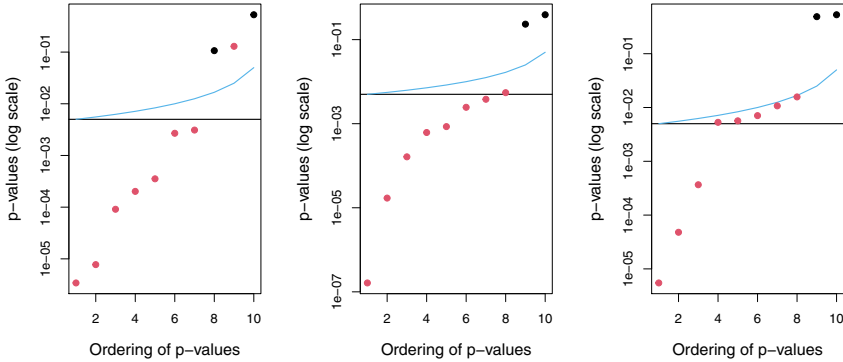 p−values (log scale)
1e−01
1e−02
1e−03
1e−04
1e−05
2 4 6 8 10
Ordering of p−values
p−values (log scale)
1e−01
1e−03
1e−05
1e−07
2 4 6 8 10
Ordering of p−values
p−values (log scale)
1e−01
1e−02
1e−03
1e−04
1e−05
2 4 6 8 10
Ordering of p−values